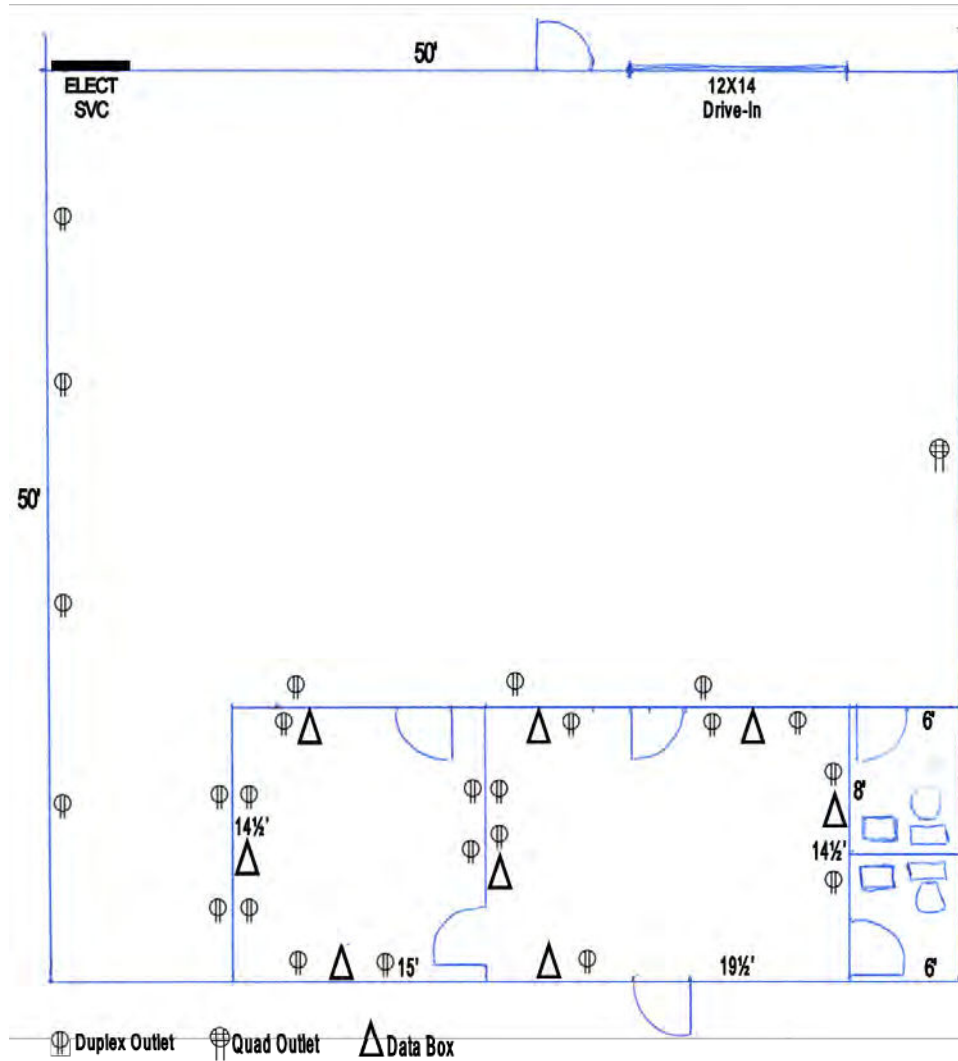 50'
ELECT
SVC
12X14
Drive-In
50'
6'
8'
14½'
14½'
15'
19½'
6'
Duplex Outlet
Quad Outlet
Data Box